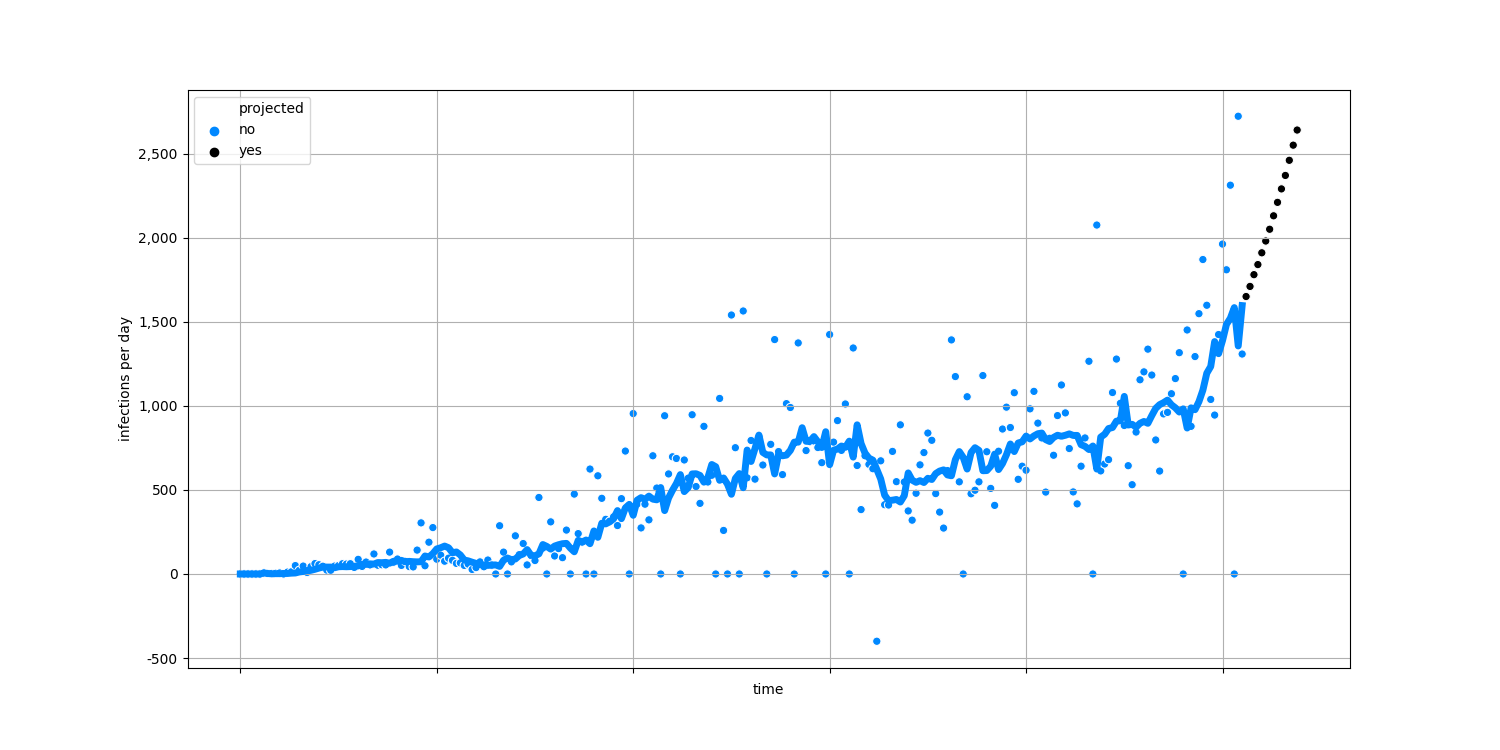 projected
no
yes
2,500
2,000
1,500
1,000
500
0
-500
infections per day
time